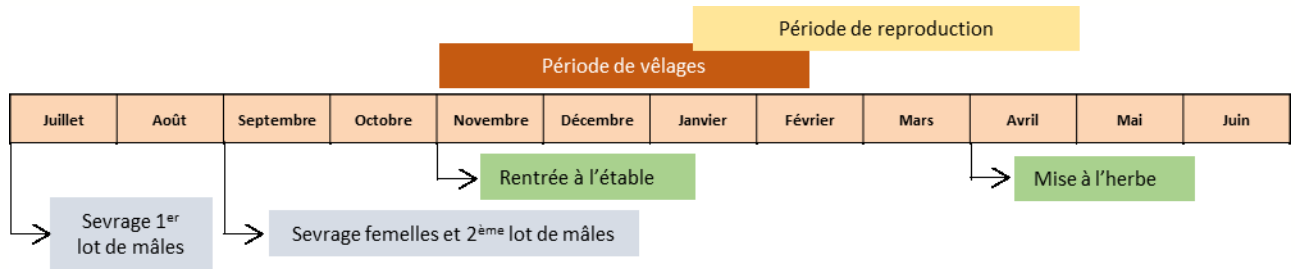 Période de reproduction
Période de vêlages
Juillet Août Septembre Octobre Novembre Décembre Janvier Février Mars Avril Mai Juin
Rentrée à l’étable
Mise à l’herbe
Sevrage 1er
lot de mâles
Sevrage femelles et 2ème lot de mâles